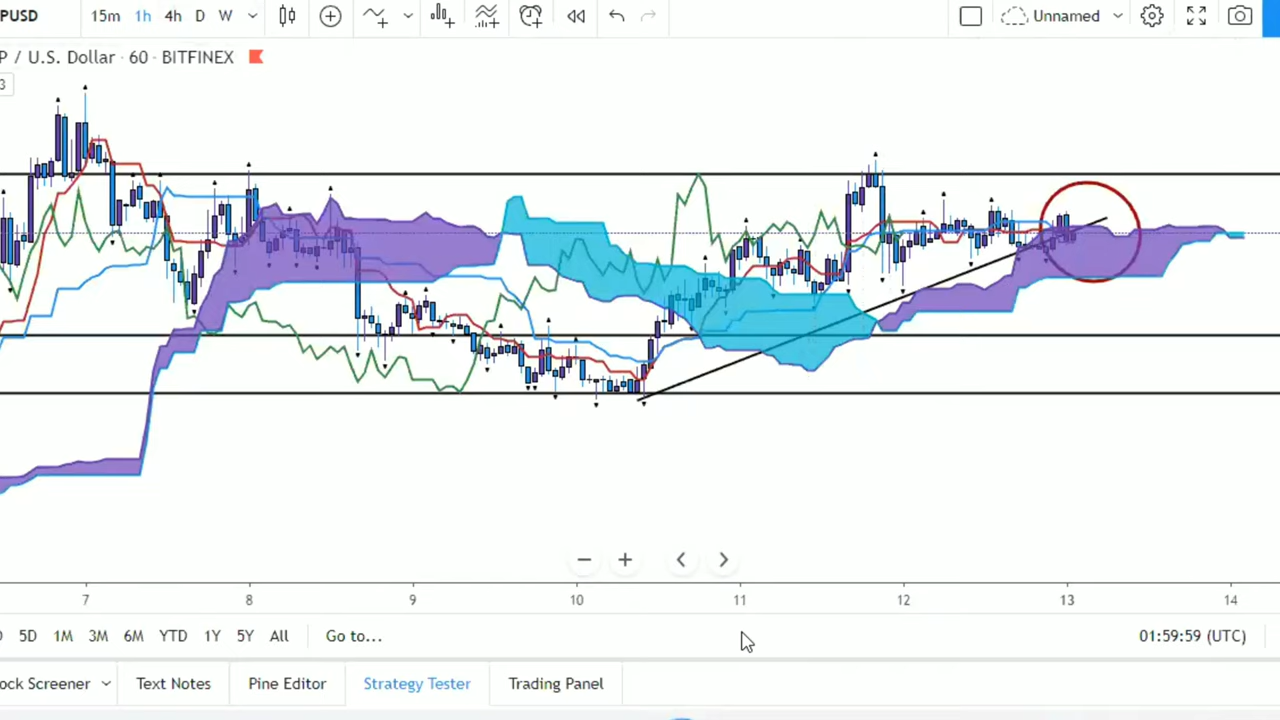 PUSD 15m 1h 4h D W Unnamed
P / U.S. Dollar · 60 · BITFINEX
3
7 8 9 10 11 12 13 14
5D 1M 3M 6M YTD 1Y 5Y All Go to... 01:59:59 (UTC)
ock Screener Text Notes Pine Editor Strategy Tester Trading Panel